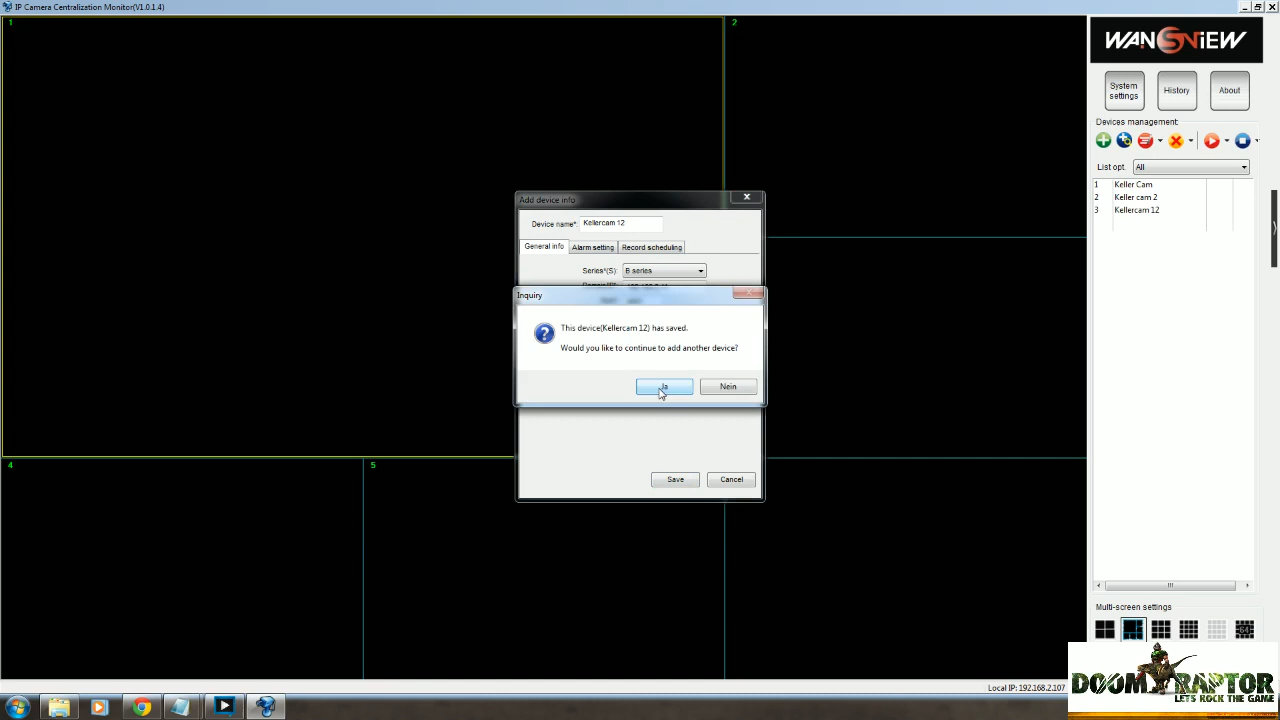 IP Camera Centralization Monitor(V1.0.1.4)
1
2
WANSVIEW
System settings
History
About
Devices management:
List opt.
All
1 Keller Cam
2 Keller cam 2
3 Kellercam 12
Add device info
Device name*:
Kellercam 12
General info
Alarm setting
Record scheduling
Series*(S):
B series
Inquiry
This device(Kellercam 12) has saved.
Would you like to continue to add another device?
Ja
Nein
Save
Cancel
4
5
Multi-screen settings
64
Local IP: 192.168.2.107
DOOM RAPTOR
LETS ROCK THE GAME